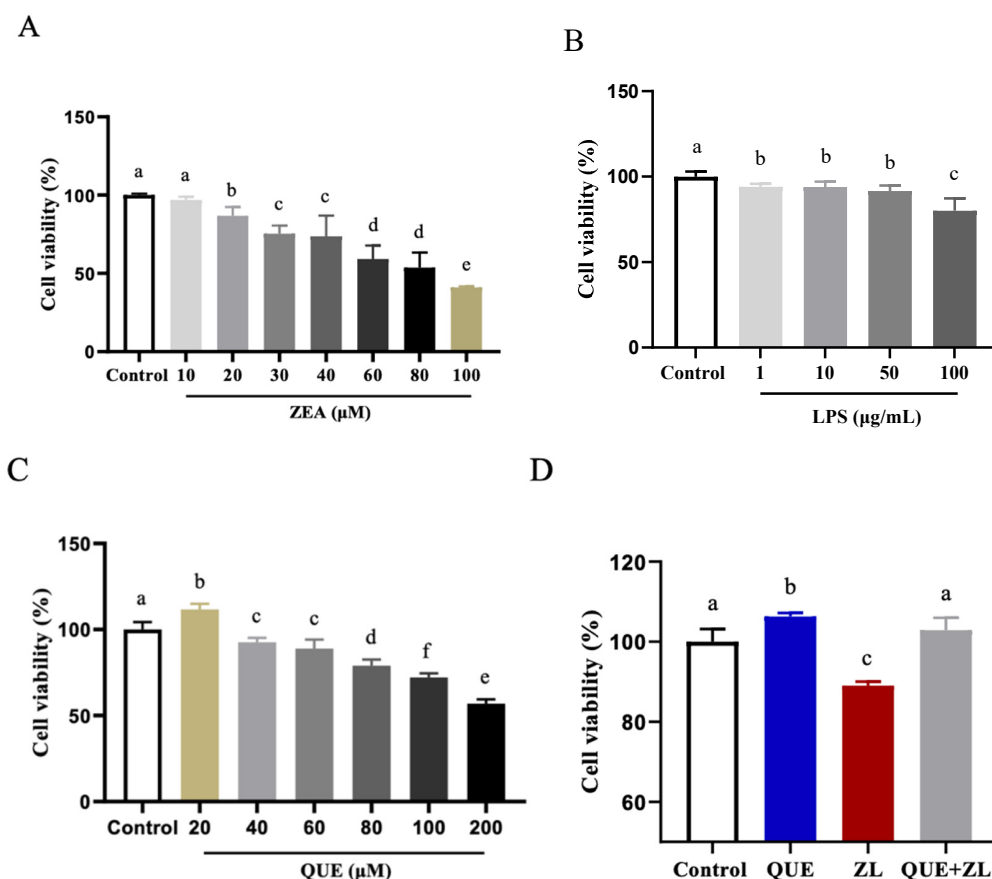 A
Cell viability (%)
150
100
50
0
a a b c c d d e
Control 10 20 30 40 60 80 100
ZEA (μM)
B
Cell viability (%)
150
100
50
0
a b b b c
Control 1 10 50 100
LPS (μg/mL)
C
Cell viability (%)
150
100
50
0
a b c c d f e
Control 20 40 60 80 100 200
QUE (μM)
D
Cell viability (%)
120
100
80
60
a b c a
Control QUE ZL QUE+ZL